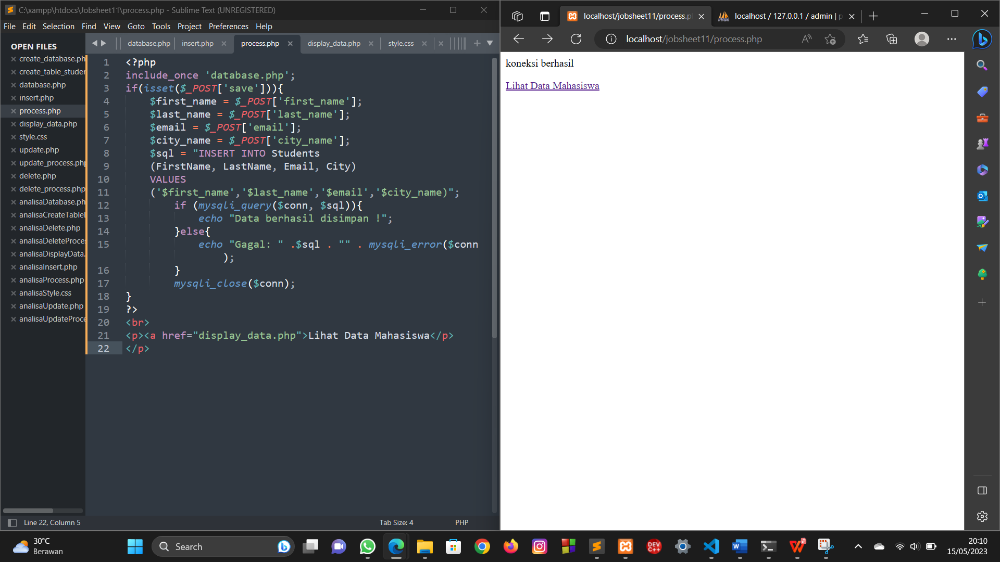 C:\xampp\htdocs\Jobsheet11\process.php - Sublime Text (UNREGISTERED)
File Edit Selection Find View Goto Tools Project Preferences Help
OPEN FILES
create_database.ph
create_table_studer
database.php
insert.php
process.php
display_data.php
style.css
update.php
update_process.php
delete.php
delete_process.php
analisaDatabase.ph
analisaCreateTable
analisaDelete.php
analisaDeleteProces
analisaDisplayData.
analisaInsert.php
analisaProcess.php
analisaStyle.css
analisaUpdate.php
analisaUpdateProce
database.php insert.php process.php display_data.php style.css
1 <?php
2 include_once 'database.php';
3 if(isset($_POST['save'])){
4 $first_name = $_POST['first_name'];
5 $last_name = $_POST['last_name'];
6 $email = $_POST['email'];
7 $city_name = $_POST['city_name'];
8 $sql = "INSERT INTO Students
9 (FirstName, LastName, Email, City)
10 VALUES
11 ('$first_name','$last_name','$email','$city_name)";
12 if (mysqli_query($conn, $sql)){
13 echo "Data berhasil disimpan !";
14 }else{
15 echo "Gagal: " .$sql . "" . mysqli_error($conn
);
16 }
17 mysqli_close($conn);
18 }
19 ?>
20 <br>
21 <p><a href="display_data.php">Lihat Data Mahasiswa</p>
22 </p>
Line 22, Column 5
Tab Size: 4
PHP
localhost/jobsheet11/process.p
localhost / 127.0.0.1 / admin | p
localhost/jobsheet11/process.php
koneksi berhasil
Lihat Data Mahasiswa
30°C
Berawan
Search
DEV
C++
20:10
15/05/2023